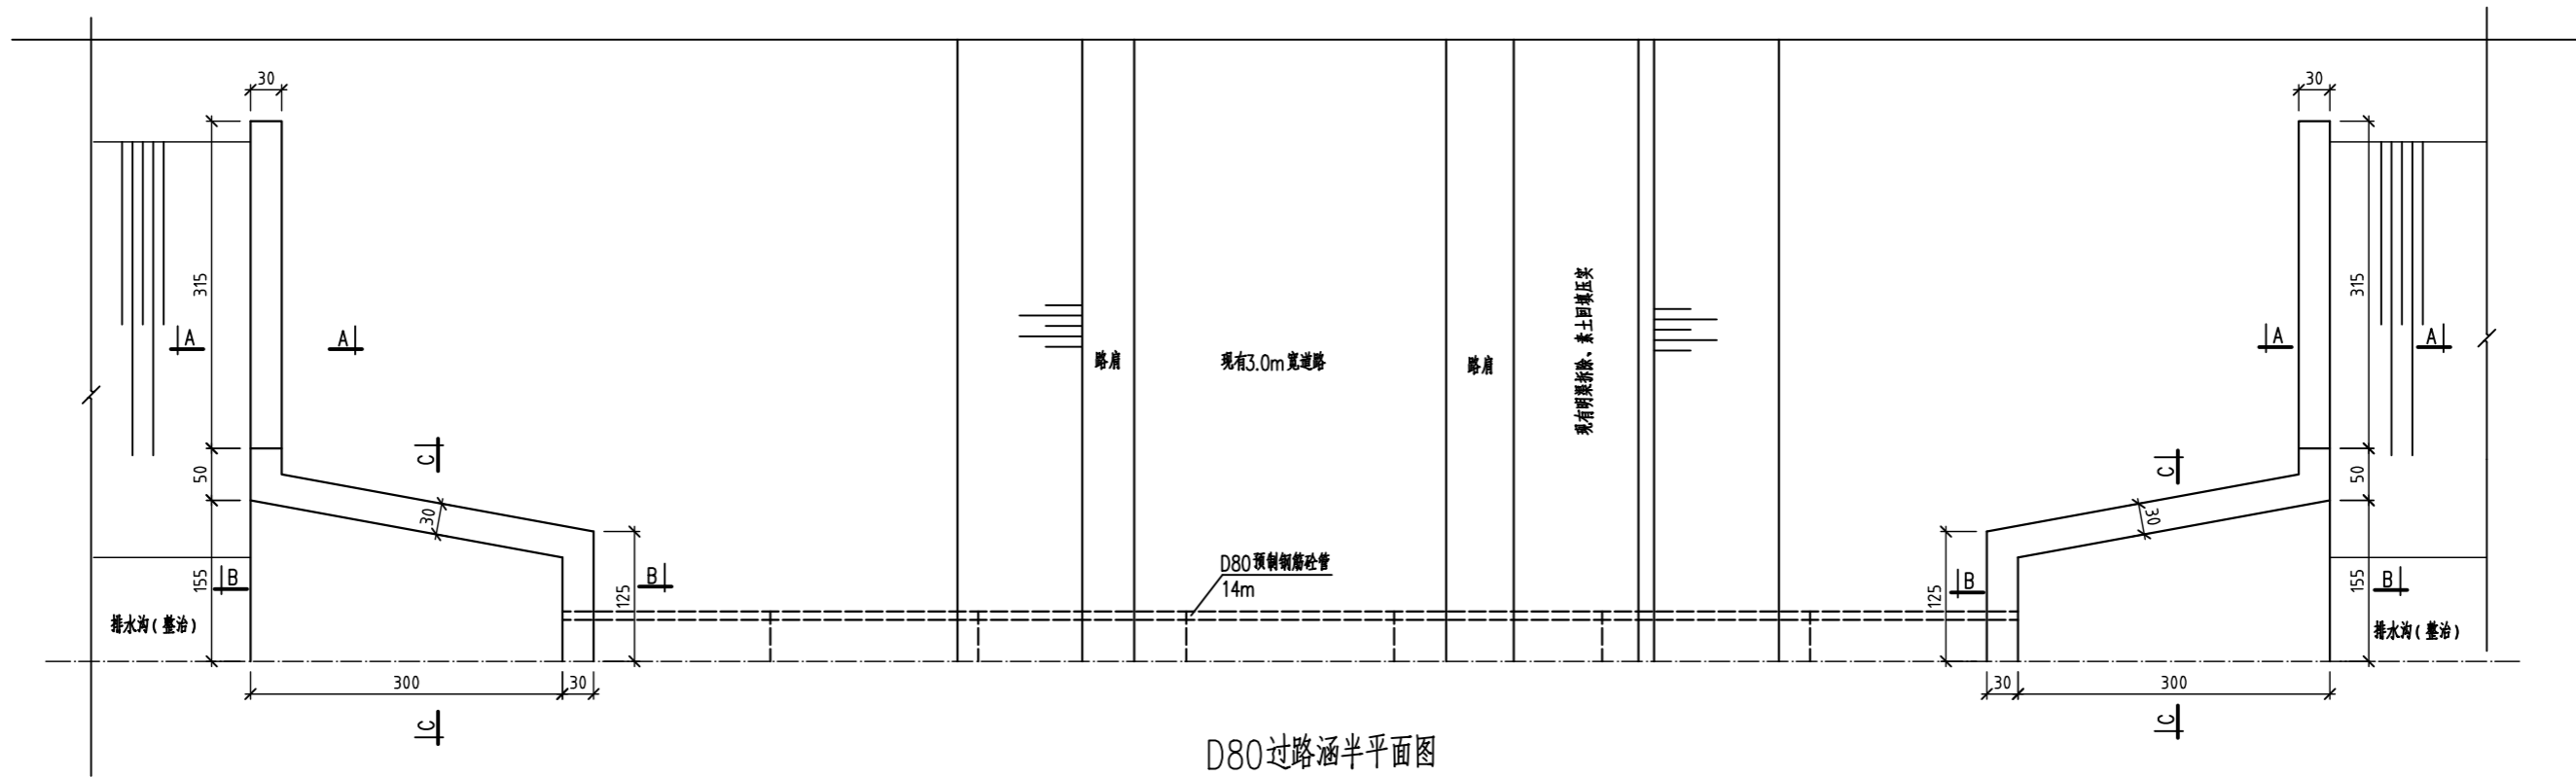 30
30
315
315
A
A
A
A
路肩
现有3.0m宽道路
路肩
现有明渠拆除、素土回填压实
C
C
50
50
30
30
155
B
B
125
D80预制钢筋砼管
14m
125
B
155
B
排水沟(整治)
排水沟(整治)
300
30
30
300
C
C
D80过路涵半平面图